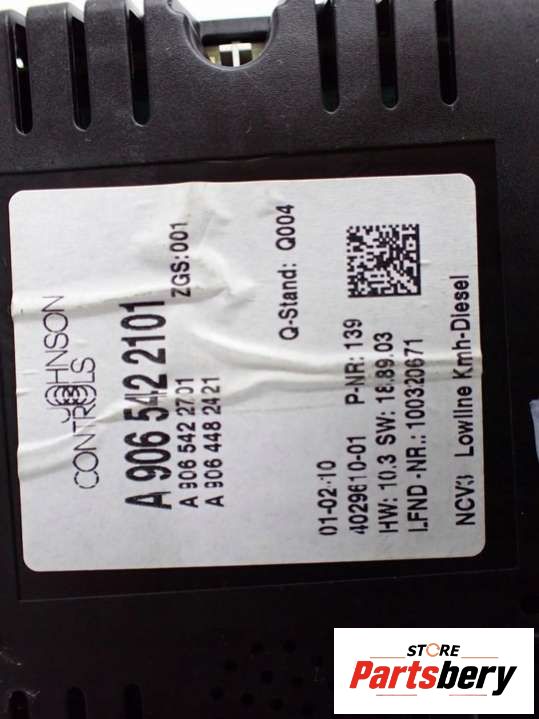 JOHNSON
CONTROLS
A 906 542 2101
A 906 542 2701 ZGS:001
A 906 448 2421
Q-Stand: Q004
01-02-10
4029610-01 P-NR: 139
HW: 10.3 SW: 18.89.03
LFND -NR.: 100320671
NCV3 Lowline Kmh-Diesel
STORE
Partsbery